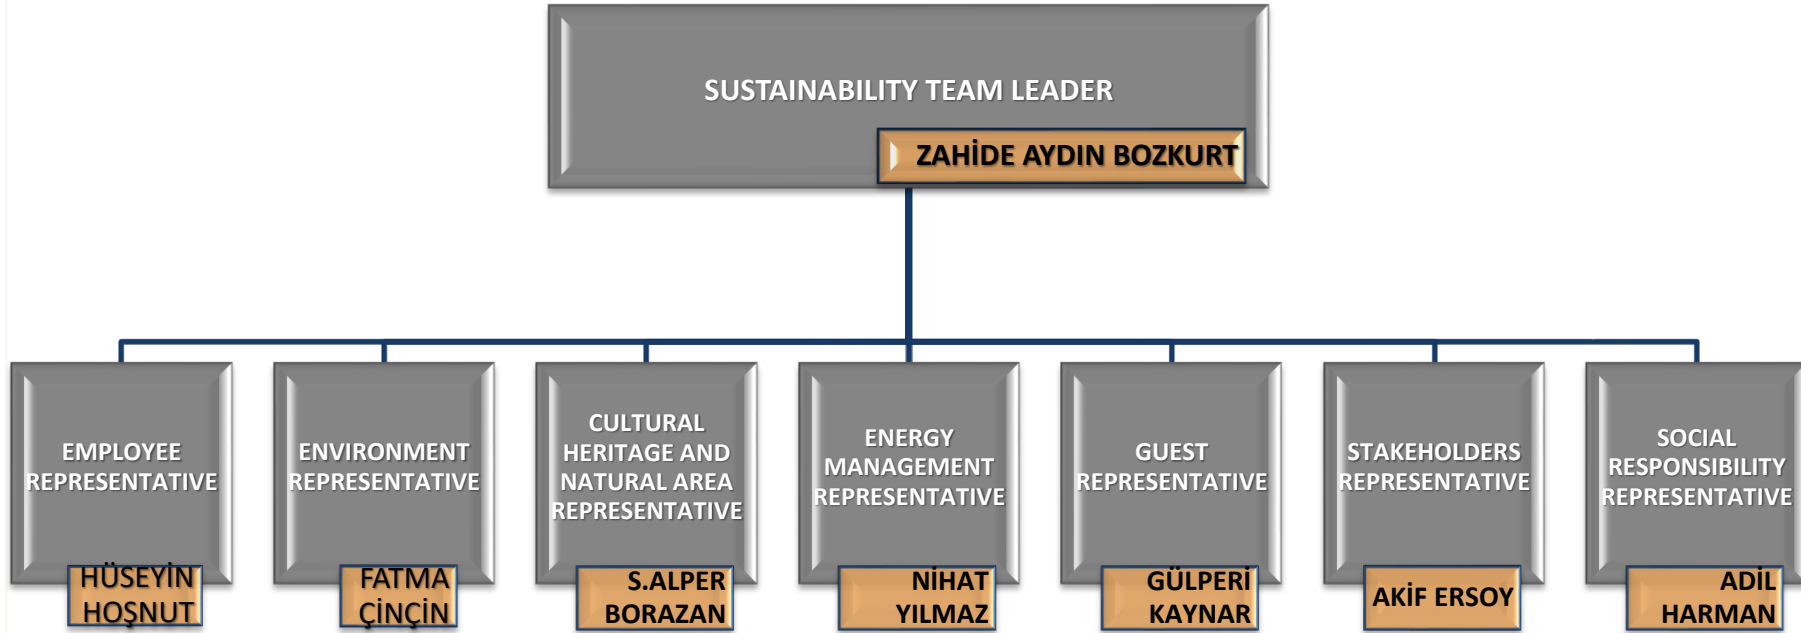 SUSTAINABILITY TEAM LEADER
ZAHİDE AYDIN BOZKURT
EMPLOYEE
REPRESENTATIVE
HÜSEYİN
HOŞNUT
ENVIRONMENT
REPRESENTATIVE
FATMA
ÇİNÇİN
CULTURAL
HERITAGE AND
NATURAL AREA
REPRESENTATIVE
S.ALPER
BORAZAN
ENERGY
MANAGEMENT
REPRESENTATIVE
NİHAT
YILMAZ
GUEST
REPRESENTATIVE
GÜLPERİ
KAYNAR
STAKEHOLDERS
REPRESENTATIVE
AKİF ERSOY
SOCIAL
RESPONSIBILITY
REPRESENTATIVE
ADİL
HARMAN